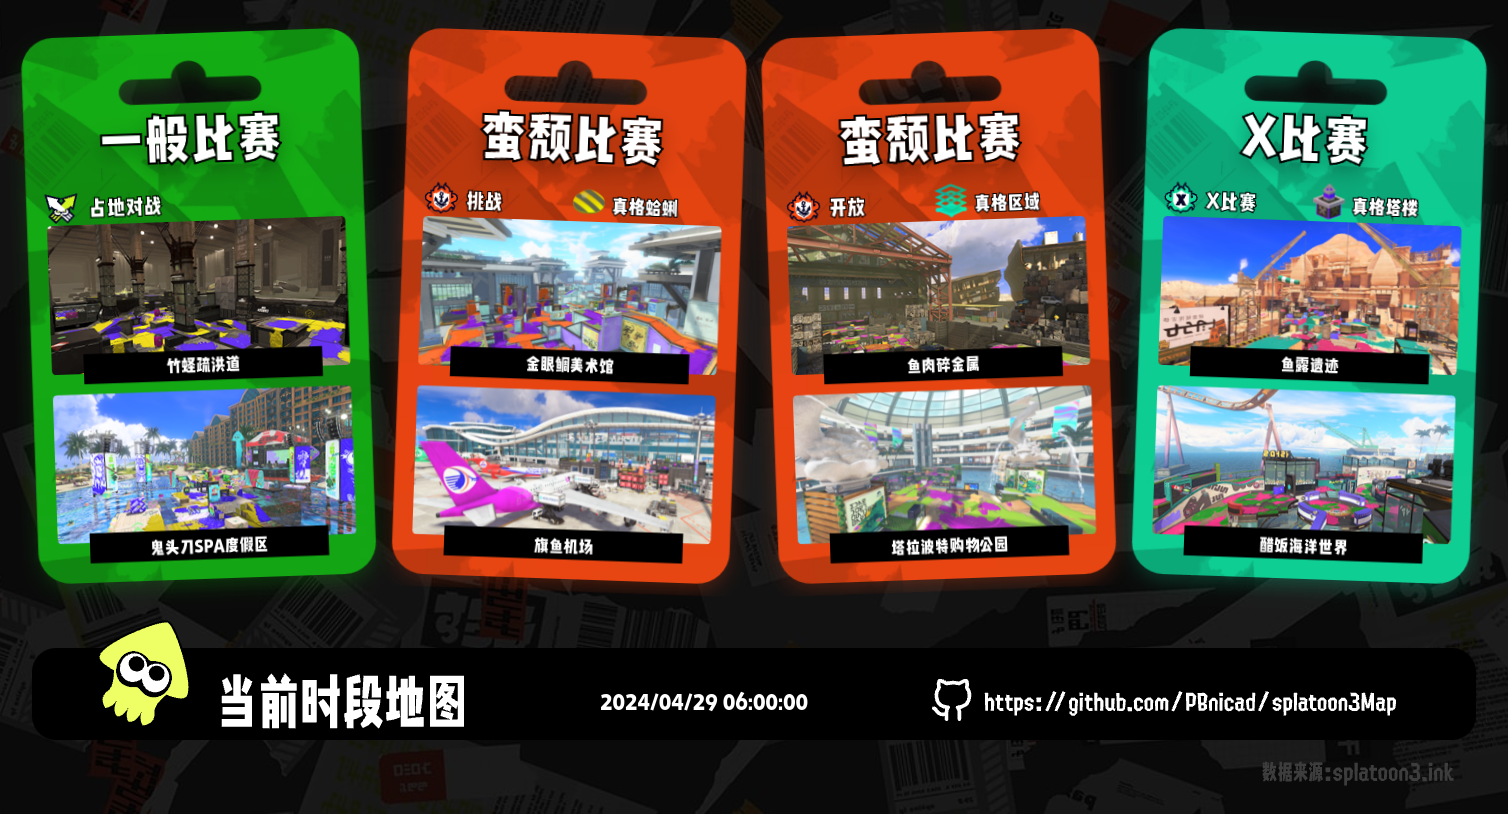 一般比赛
占地对战
竹蛏疏洪道
鬼头刀SPA度假区
蛮颓比赛
挑战
真格蛤蜊
金眼鲷美术馆
旗鱼机场
蛮颓比赛
开放
真格区域
鱼肉碎金属
塔拉波特购物公园
X比赛
X比赛
真格塔楼
鱼露遗迹
醋饭海洋世界
当前时段地图
2024/04/29 06:00:00
https://github.com/PBnicad/splatoon3Map
数据来源:splatoon3.ink